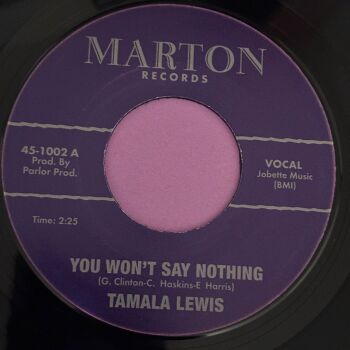 MARTON
RECORDS
45-1002 A
Prod. By
Parlor Prod.
VOCAL
Jobette Music
(BMI)
Time: 2:25
YOU WON'T SAY NOTHING
(G. Clinton-C. Haskins-E Harris)
TAMALA LEWIS